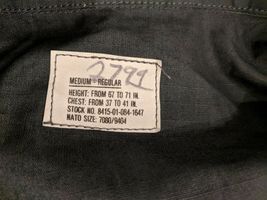 2799
MEDIUM - REGULAR
HEIGHT: FROM 67 TO 71 IN.
CHEST: FROM 37 TO 41 IN.
STOCK NO. 8415-01-084-1647
NATO SIZE: 7080/9404